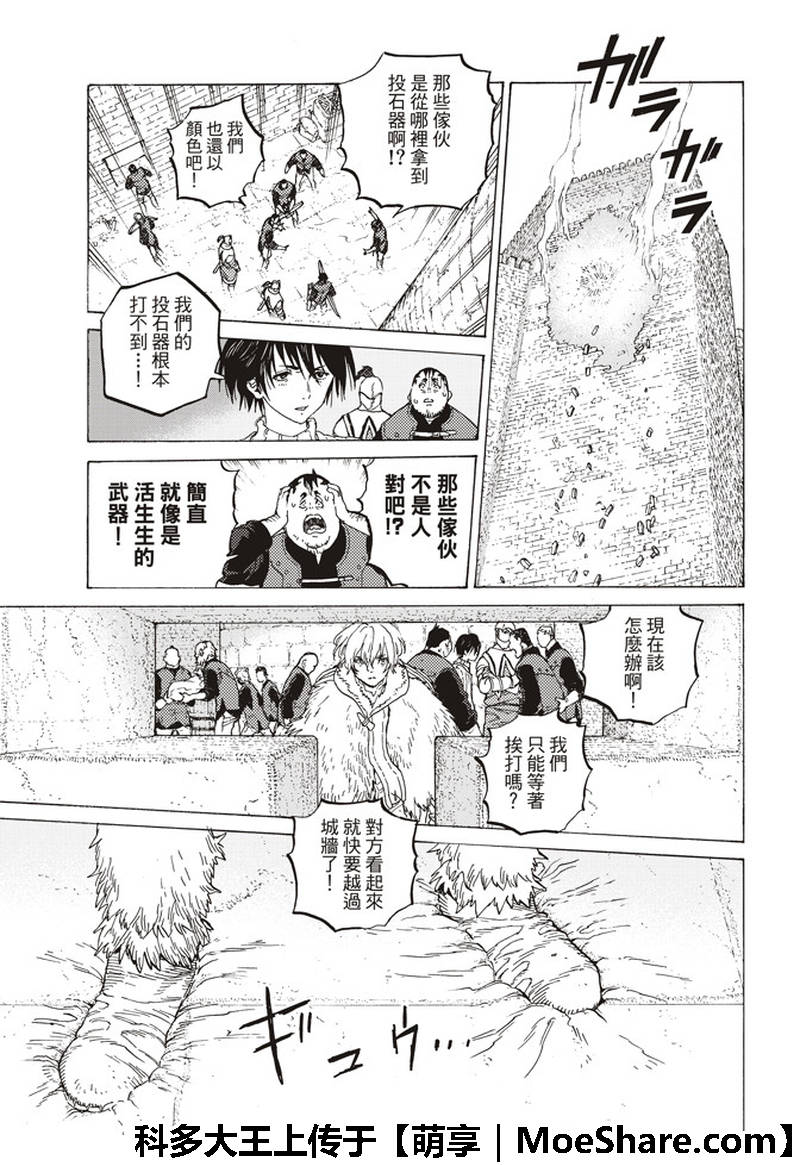 ガラガラ
那些傢伙
是從哪裡拿到
投石器啊!?
我們
也還以
顏色吧！
我們的
投石器根本
打不到…！
那些傢伙
不是人
對吧!?
簡直
就像是
活生生的
武器！
現在該
怎麼辦啊！
我們
只能等著
挨打嗎？
對方看起來
就快要越過
城牆了！
ギュウ…
科多大王上传于【萌享 | MoeShare.com】